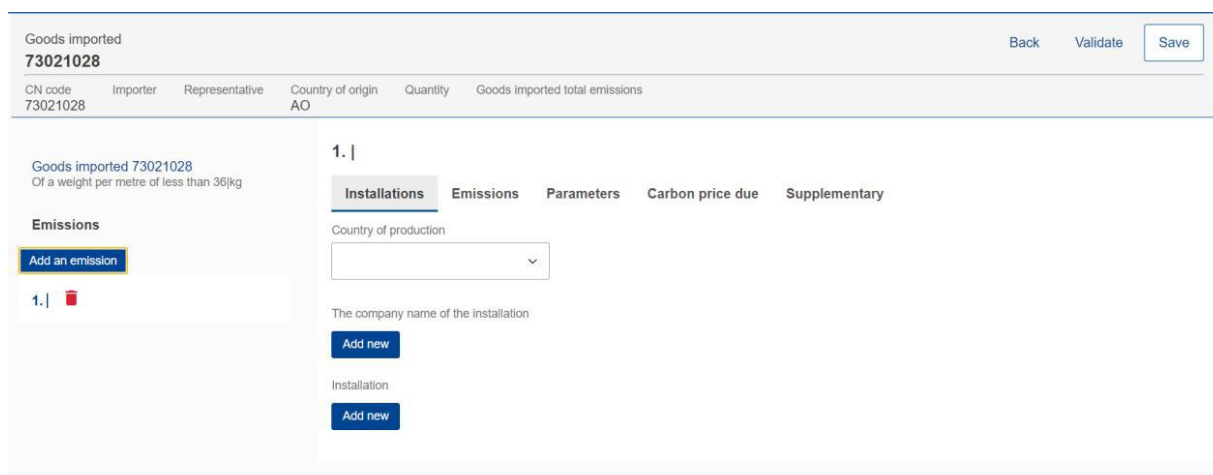 Goods imported
73021028
Back Validate Save
CN code Importer Representative Country of origin Quantity Goods imported total emissions
73021028 AO
Goods imported 73021028
Of a weight per metre of less than 36|kg
Emissions
Add an emission
1. |
1. |
Installations Emissions Parameters Carbon price due Supplementary
Country of production
The company name of the installation
Add new
Installation
Add new